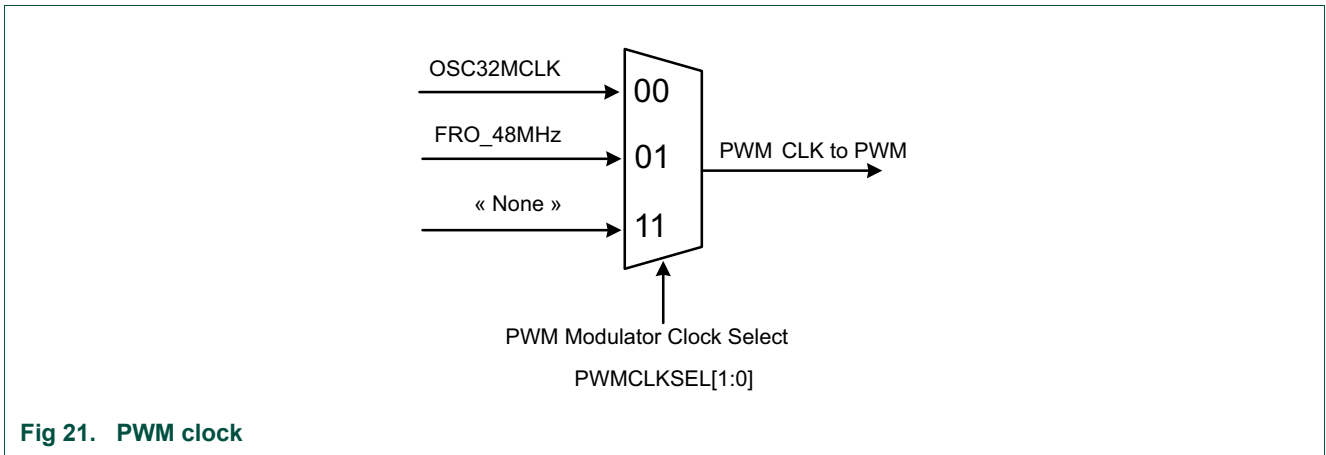 OSC32MCLK
00
FRO_48MHz
01
PWM CLK to PWM
« None »
11
PWM Modulator Clock Select
PWMCLKSEL[1:0]
Fig 21. PWM clock